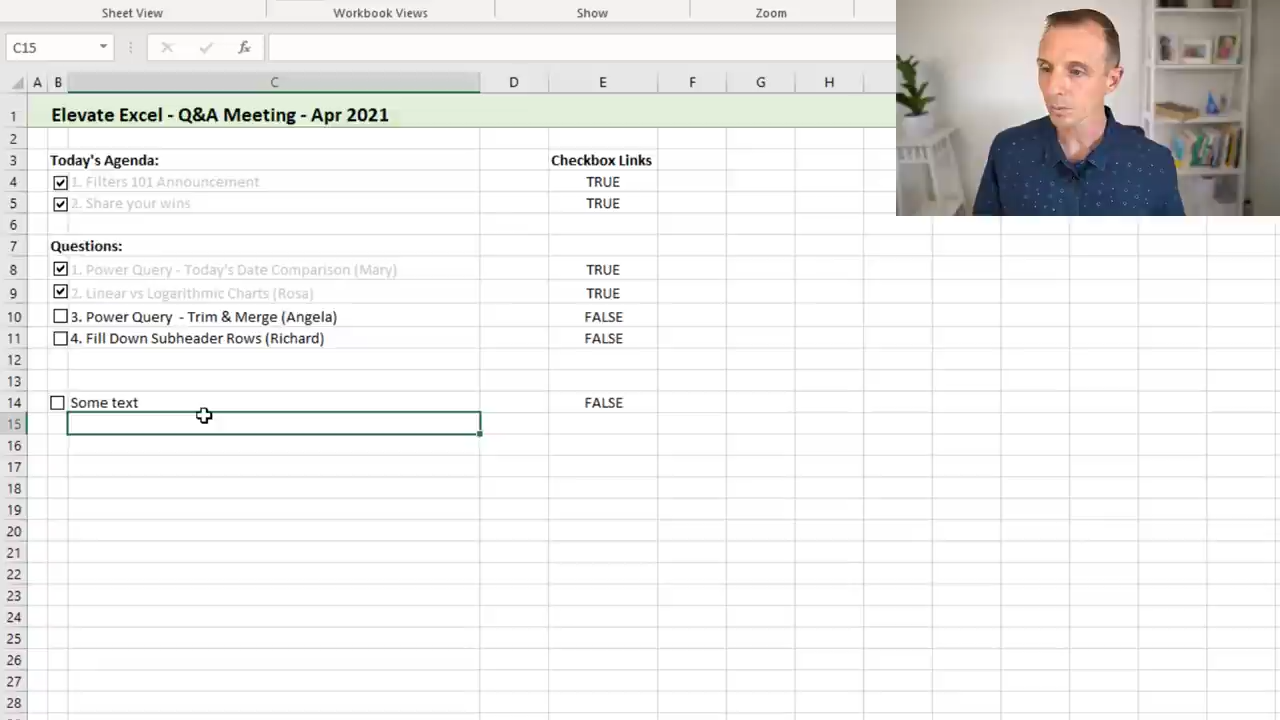 Sheet View Workbook Views Show Zoom
C15 fx
A B C D E F G H
1 Elevate Excel - Q&A Meeting - Apr 2021
2
3 Today's Agenda: Checkbox Links
4 1. Filters 101 Announcement TRUE
5 2. Share your wins TRUE
6
7 Questions:
8 1. Power Query - Today's Date Comparison (Mary) TRUE
9 2. Linear vs Logarithmic Charts (Rosa) TRUE
10 3. Power Query  - Trim & Merge (Angela) FALSE
11 4. Fill Down Subheader Rows (Richard) FALSE
12
13
14 Some text FALSE
15
16
17
18
19
20
21
22
23
24
25
26
27
28